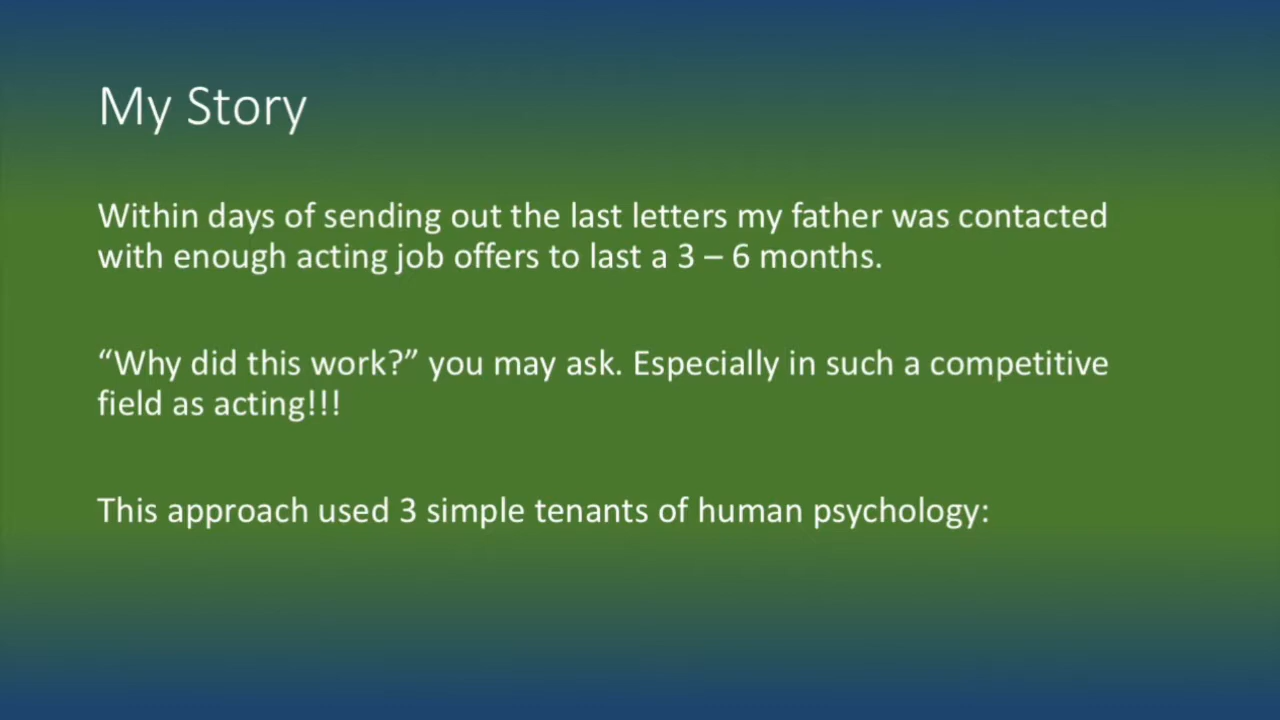 My Story
Within days of sending out the last letters my father was contacted
with enough acting job offers to last a 3 – 6 months.
“Why did this work?” you may ask. Especially in such a competitive
field as acting!!!
This approach used 3 simple tenants of human psychology: